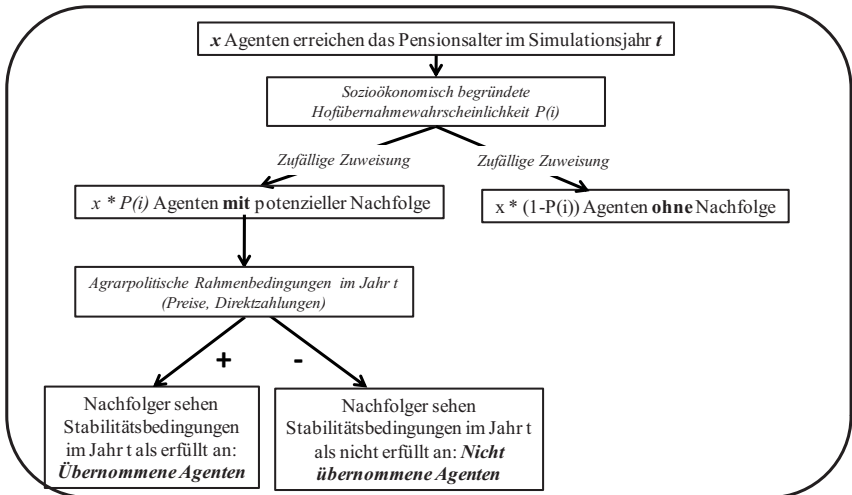 x Agenten erreichen das Pensionsalter im Simulationsjahr t
Sozioökonomisch begründete
Hofübernahmewahrscheinlichkeit P(i)
Zufällige Zuweisung
Zufällige Zuweisung
x * P(i) Agenten mit potenzieller Nachfolge
x * (1-P(i)) Agenten ohne Nachfolge
Agrarpolitische Rahmenbedingungen im Jahr t
(Preise, Direktzahlungen)
+
-
Nachfolger sehen
Stabilitätsbedingungen
im Jahr t als erfüllt an:
Übernommene Agenten
Nachfolger sehen
Stabilitätsbedingungen im Jahr t
als nicht erfüllt an: Nicht
übernommene Agenten